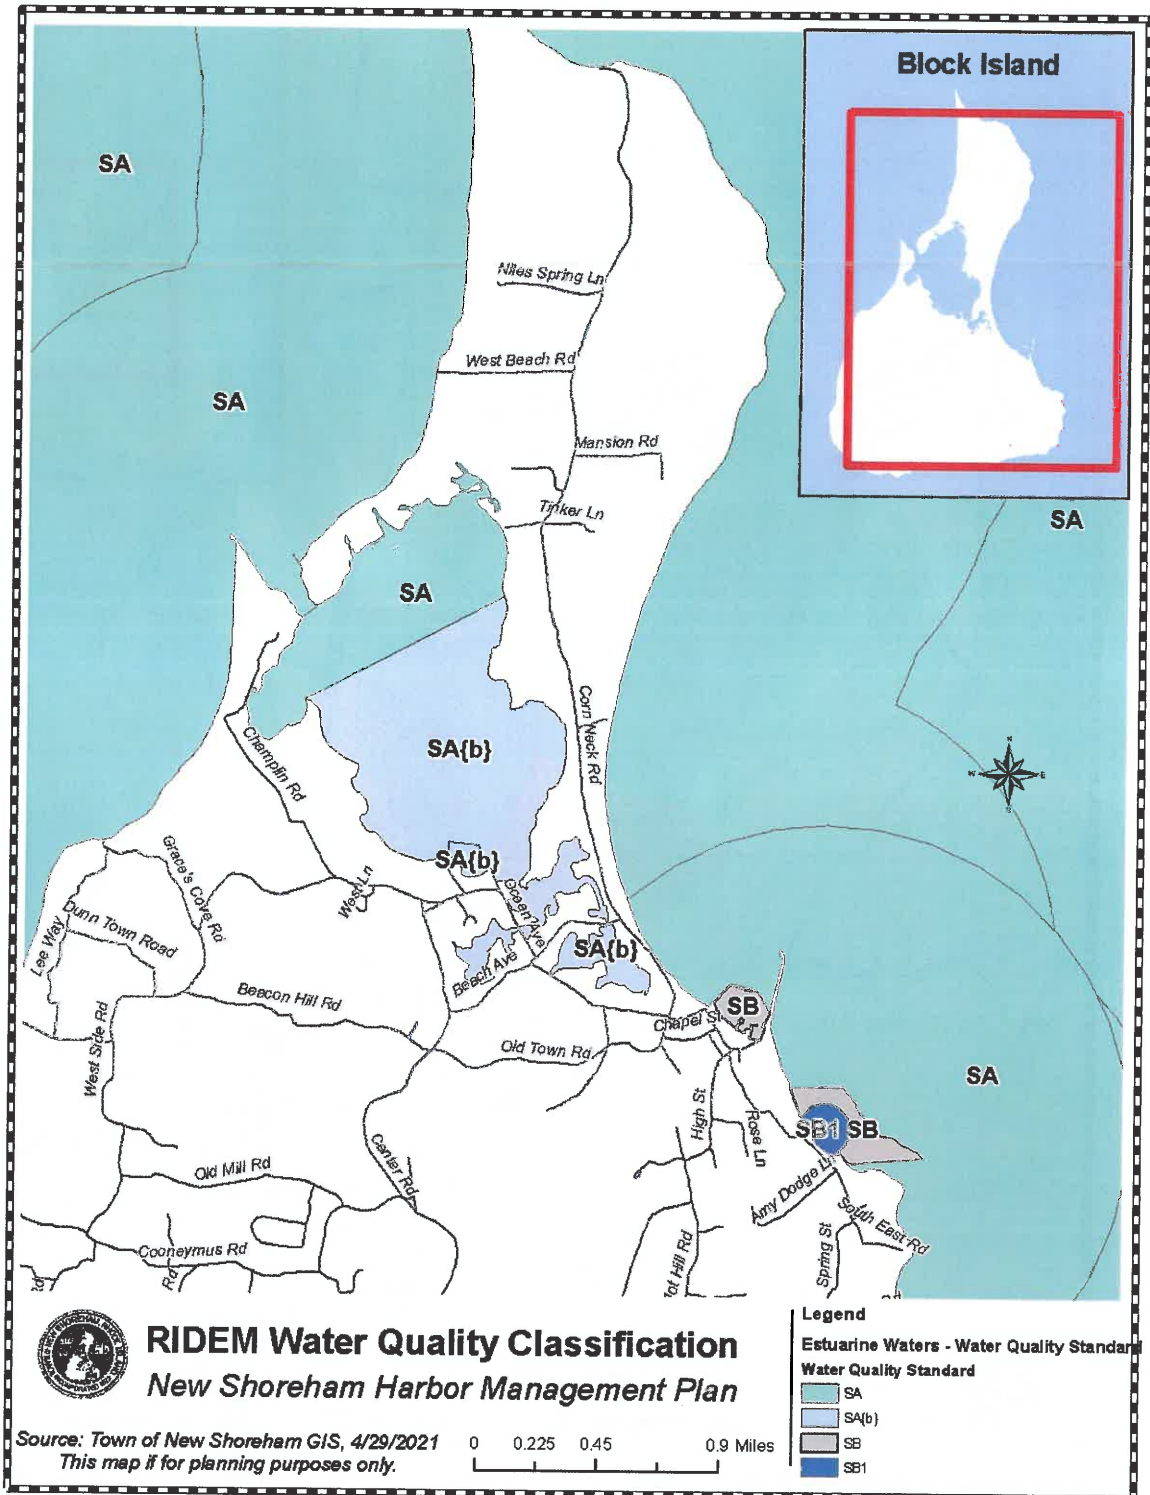 Block Island
SA
Niles Spring Ln
West Beach Rd
SA
Mansion Rd
Tinker Ln
SA
SA
Corn Neck Rd
SA{b}
Champlin Rd
N
W
E
S
SA{b}
Grace's Cove Rd
West Ln
Ocean Ave
Lee Way
Dunn Town Road
SA{b}
Beach Ave
Beacon Hill Rd
SB
Chapel St
West Side Rd
Old Town Rd
SA
High St
Rose Ln
SB1
SB
Center Rd
Old Mill Rd
Amy Dodge Ln
South East Rd
Spring St
Cooneymus Rd
Rd
Hill Rd
RIDEM Water Quality Classification
New Shoreham Harbor Management Plan
Source: Town of New Shoreham GIS, 4/29/2021
This map if for planning purposes only.
0 0.225 0.45 0.9 Miles
Legend
Estuarine Waters - Water Quality Standard
Water Quality Standard
SA
SA{b}
SB
SB1